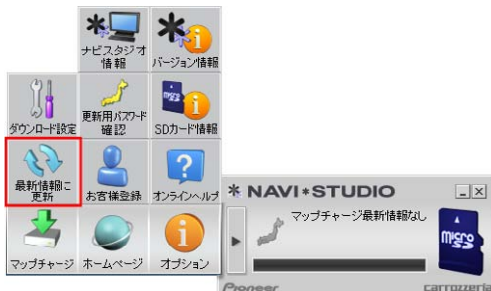 ナビスタジオ
情報
バージョン情報
ダウンロード設定
更新用パスワード
確認
SDカード情報
最新情報に
更新
お客様登録
オンラインヘルプ
マップチャージ
ホームページ
オプション
NAVI*STUDIO
マップチャージ最新情報なし
micro
Pioneer
carrozzeria